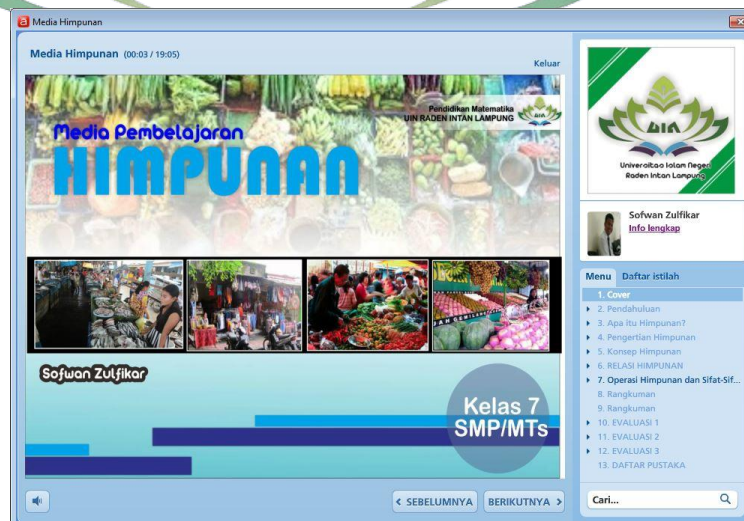 Media Himpunan
Media Himpunan (00:03 / 19:05)
Keluar
Pendidikan Matematika
UIN RADEN INTAN LAMPUNG
Media Pembelajaran
HIMPUNAN
Sofwan Zulfikar
Kelas 7
SMP/MTs
SEBELUMNYA
BERIKUTNYA
UIN
Universitas Islam Negeri
Raden Intan Lampung
Sofwan Zulfikar
Info lengkap
Menu Daftar istilah
1. Cover
2. Pendahuluan
3. Apa itu Himpunan?
4. Pengertian Himpunan
5. Konsep Himpunan
6. RELASI HIMPUNAN
7. Operasi Himpunan dan Sifat-Sif...
8. Rangkuman
9. Rangkuman
10. EVALUASI 1
11. EVALUASI 2
12. EVALUASI 3
13. DAFTAR PUSTAKA
Cari...